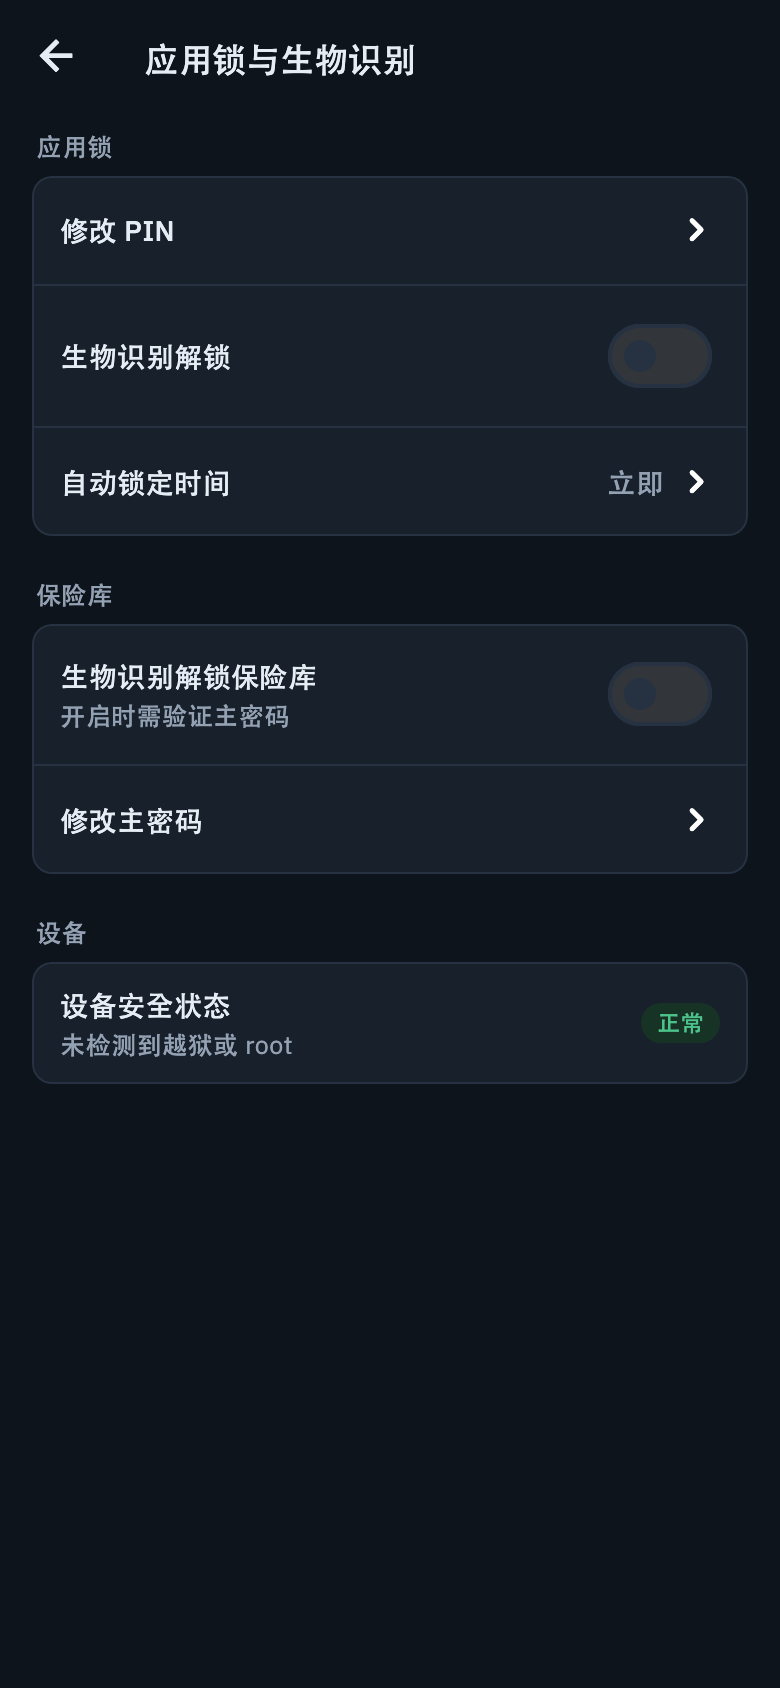 应用锁与生物识别
应用锁
修改 PIN
生物识别解锁
自动锁定时间 立即
保险库
生物识别解锁保险库
开启时需验证主密码
修改主密码
设备
设备安全状态
未检测到越狱或 root
正常